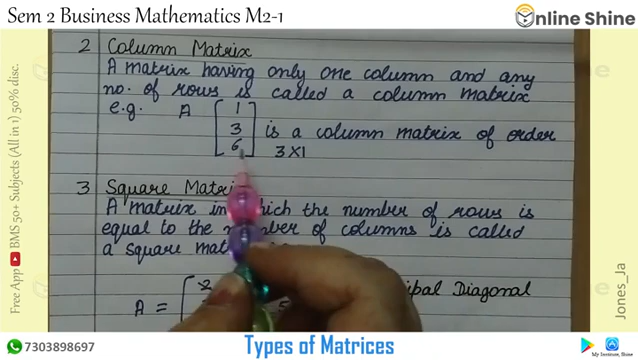 Sem 2 Business Mathematics M2-1
Online Shine
2 Column Matrix
A matrix having only one column and any
no. of rows is called a column matrix
e.g. A [1
3 is a column matrix of order
6] 3×1
3 Square Matri
A matrix in which the number of rows is
equal to the number of columns is called
a square mat
Diagonal
A =
Free App BMS 50+ Subjects (All in 1) 50% disc.
Jones_Ja
7303898697
Types of Matrices
My Investure, Shine